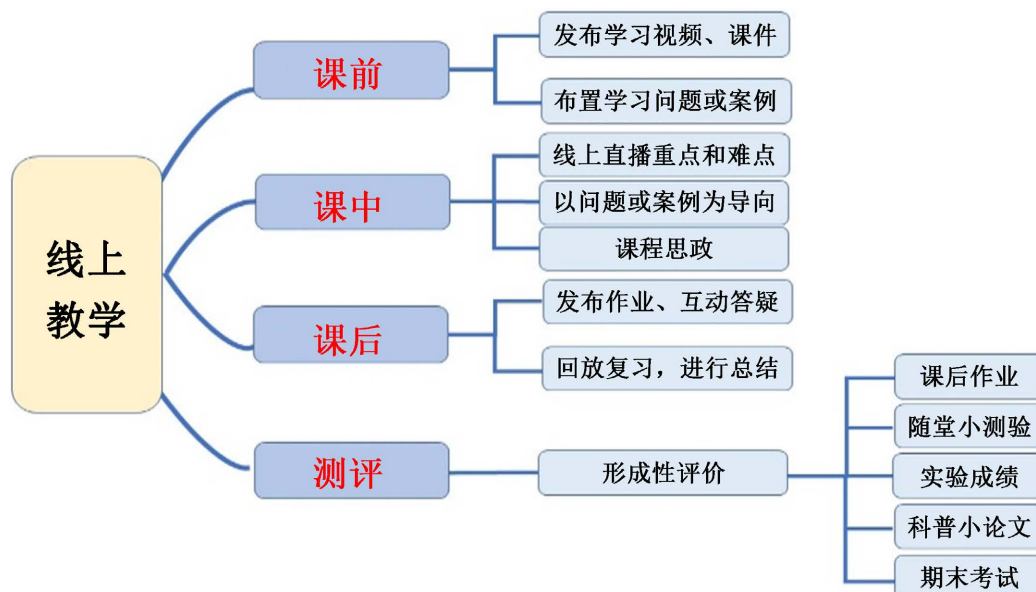 线上
教学
课前
发布学习视频、课件
布置学习问题或案例
课中
线上直播重点和难点
以问题或案例为导向
课程思政
课后
发布作业、互动答疑
回放复习，进行总结
测评
形成性评价
课后作业
随堂小测验
实验成绩
科普小论文
期末考试